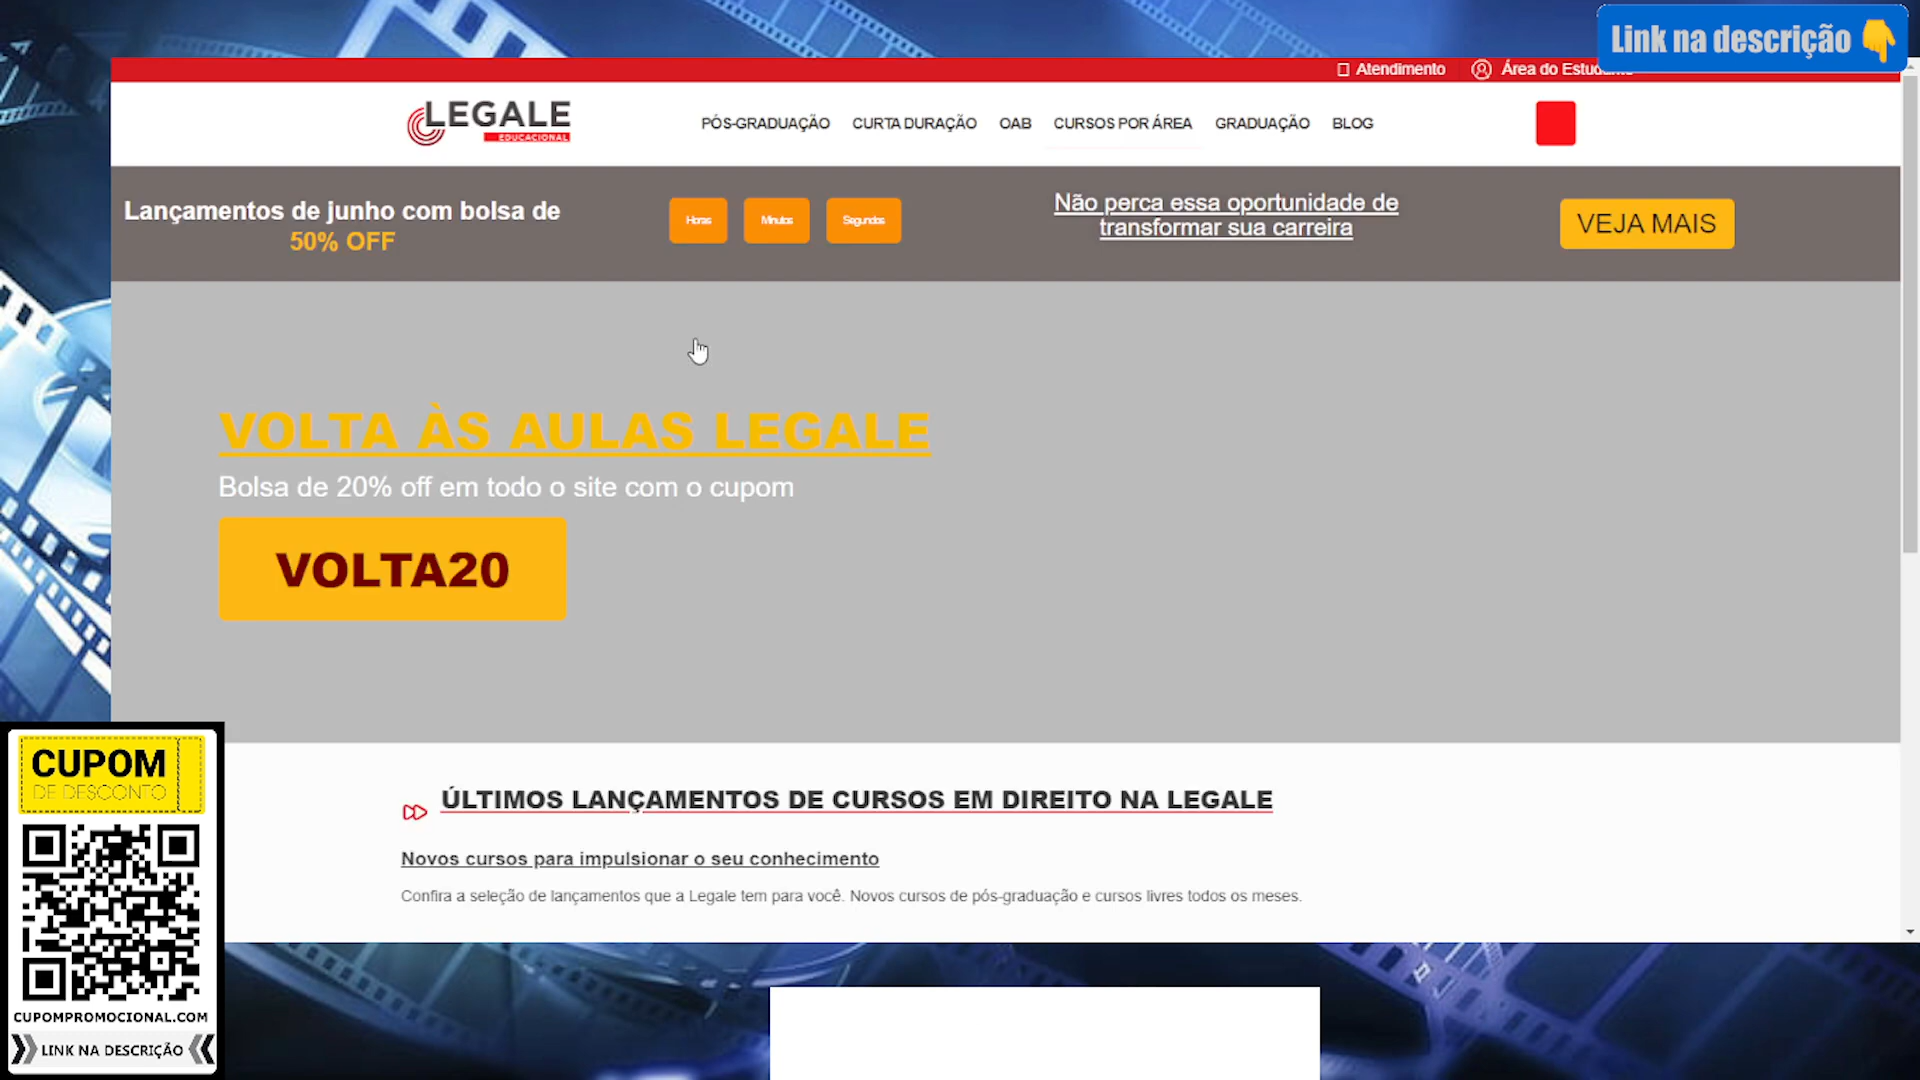 Link na descrição
Atendimento
Área do
LEGALE
EDUCACIONAL
PÓS-GRADUAÇÃO
CURTA DURAÇÃO
OAB
CURSOS POR ÁREA
GRADUAÇÃO
BLOG
Lançamentos de junho com bolsa de
50% OFF
Horas
Minutos
Segundos
Não perca essa oportunidade de
transformar sua carreira
VEJA MAIS
VOLTA ÀS AULAS LEGALE
Bolsa de 20% off em todo o site com o cupom
VOLTA20
ÚLTIMOS LANÇAMENTOS DE CURSOS EM DIREITO NA LEGALE
Novos cursos para impulsionar o seu conhecimento
Confira a seleção de lançamentos que a Legale tem para você. Novos cursos de pós-graduação e cursos livres todos os meses.
CUPOM
DE DESCONTO
CUPOMPROMOCIONAL.COM
LINK NA DESCRIÇÃO